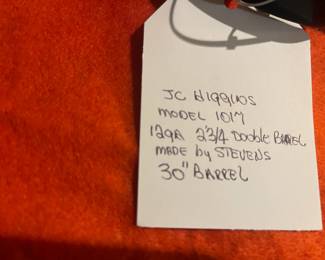 JC HIGGINS
MODEL 1017
12GA 2 3/4 Double BARREL
MADE by STEVENS
30" BARREL